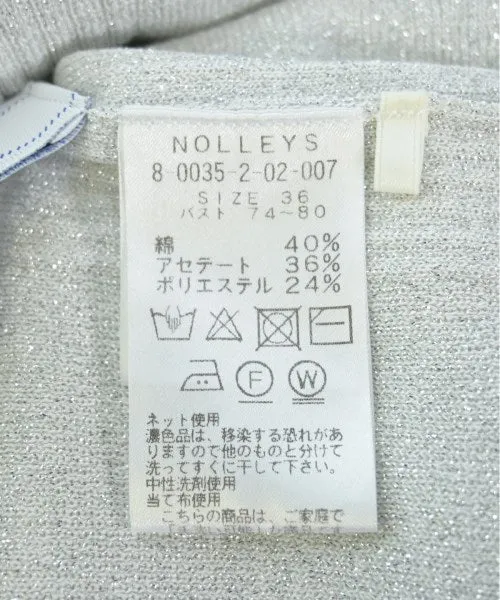 NOLLEYS
8-0035-2-02-007
SIZE 36
バスト 74~80
綿 40%
アセテート 36%
ポリエステル 24%
F W
ネット使用
濃色品は、移染する恐れがあ
りますので他のものと分けて
洗ってすぐに干して下さい。
中性洗剤使用
当て布使用
こちらの商品は、ご家庭で